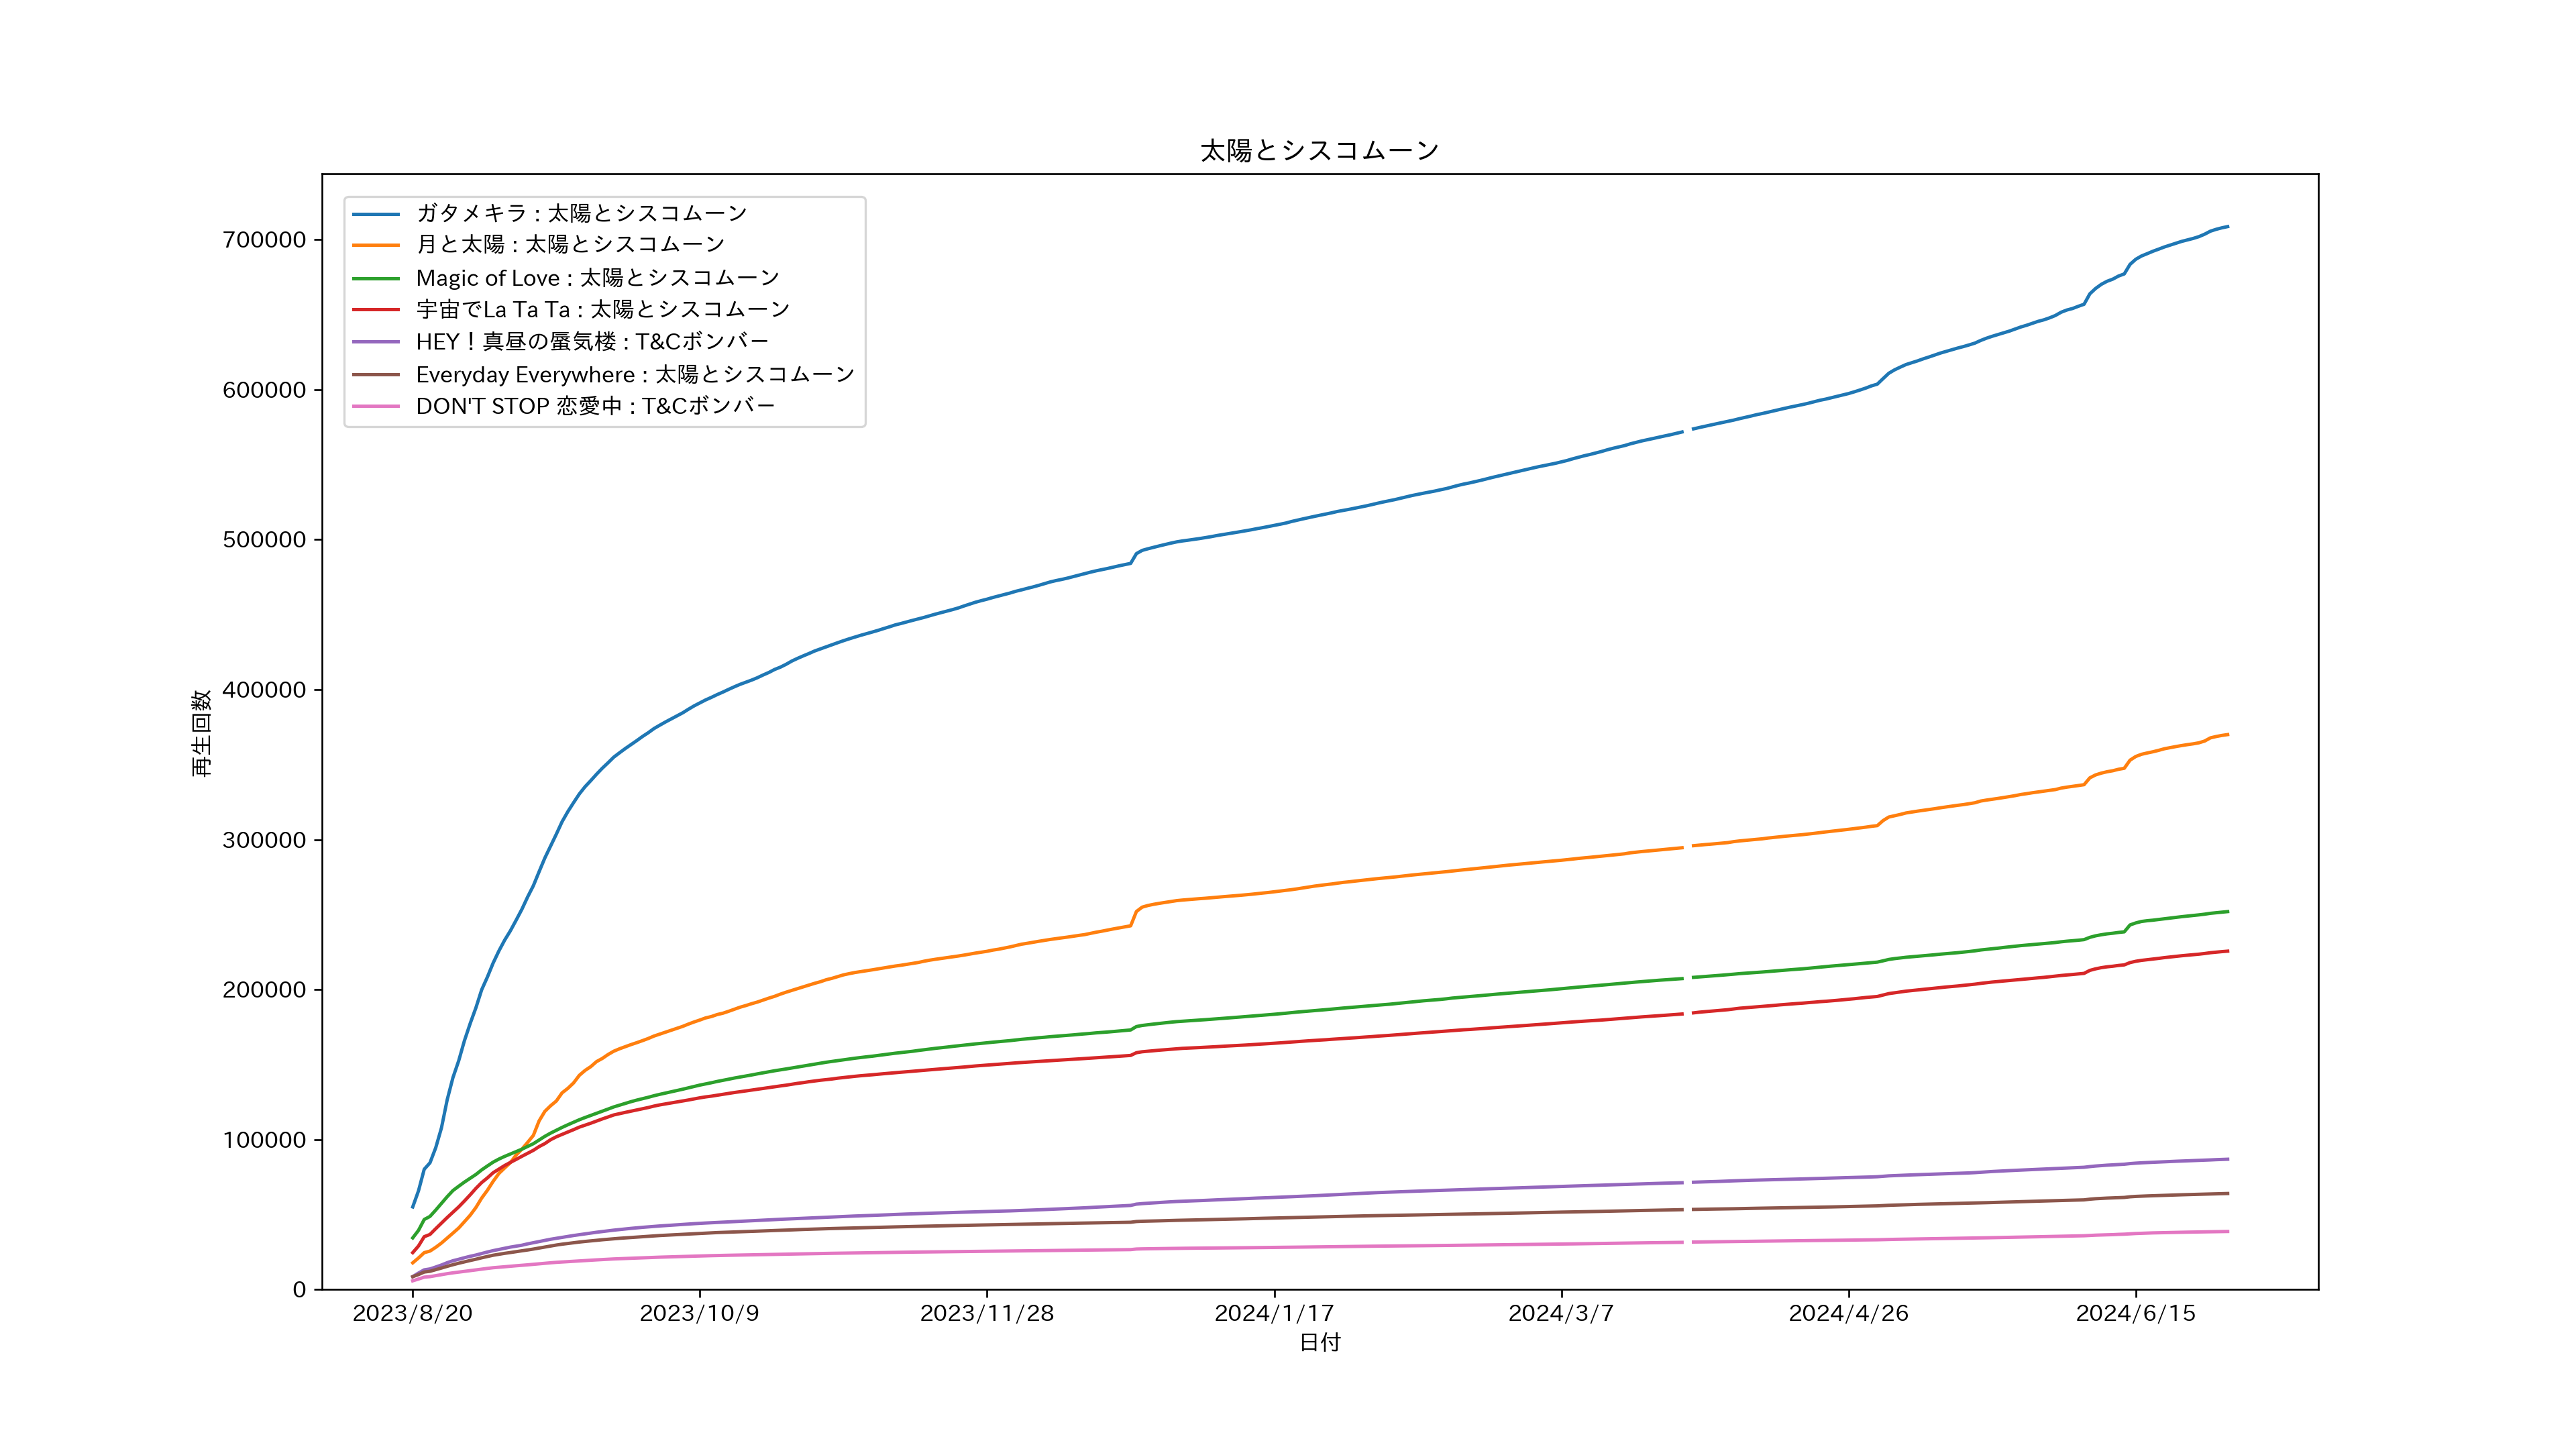 太陽とシスコムーン
ガタメキラ : 太陽とシスコムーン
月と太陽 : 太陽とシスコムーン
Magic of Love : 太陽とシスコムーン
宇宙でLa Ta Ta : 太陽とシスコムーン
HEY！真昼の蜃気楼 : T&Cボンバー
Everyday Everywhere : 太陽とシスコムーン
DON'T STOP 恋愛中 : T&Cボンバー
再生回数
700000
600000
500000
400000
300000
200000
100000
0
2023/8/20
2023/10/9
2023/11/28
2024/1/17
2024/3/7
2024/4/26
2024/6/15
日付